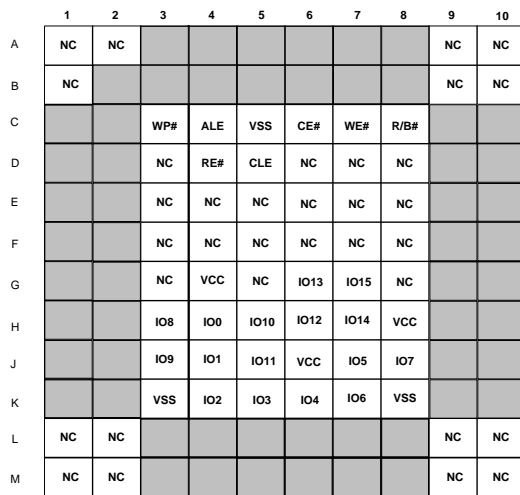 1 2 3 4 5 6 7 8 9 10
A NC NC NC NC
B NC NC NC
C WP# ALE VSS CE# WE# R/B#
D NC RE# CLE NC NC NC
E NC NC NC NC NC NC
F NC NC NC NC NC NC
G NC VCC NC IO13 IO15 NC
H IO8 IO0 IO10 IO12 IO14 VCC
J IO9 IO1 IO11 VCC IO5 IO7
K VSS IO2 IO3 IO4 IO6 VSS
L NC NC NC NC
M NC NC NC NC